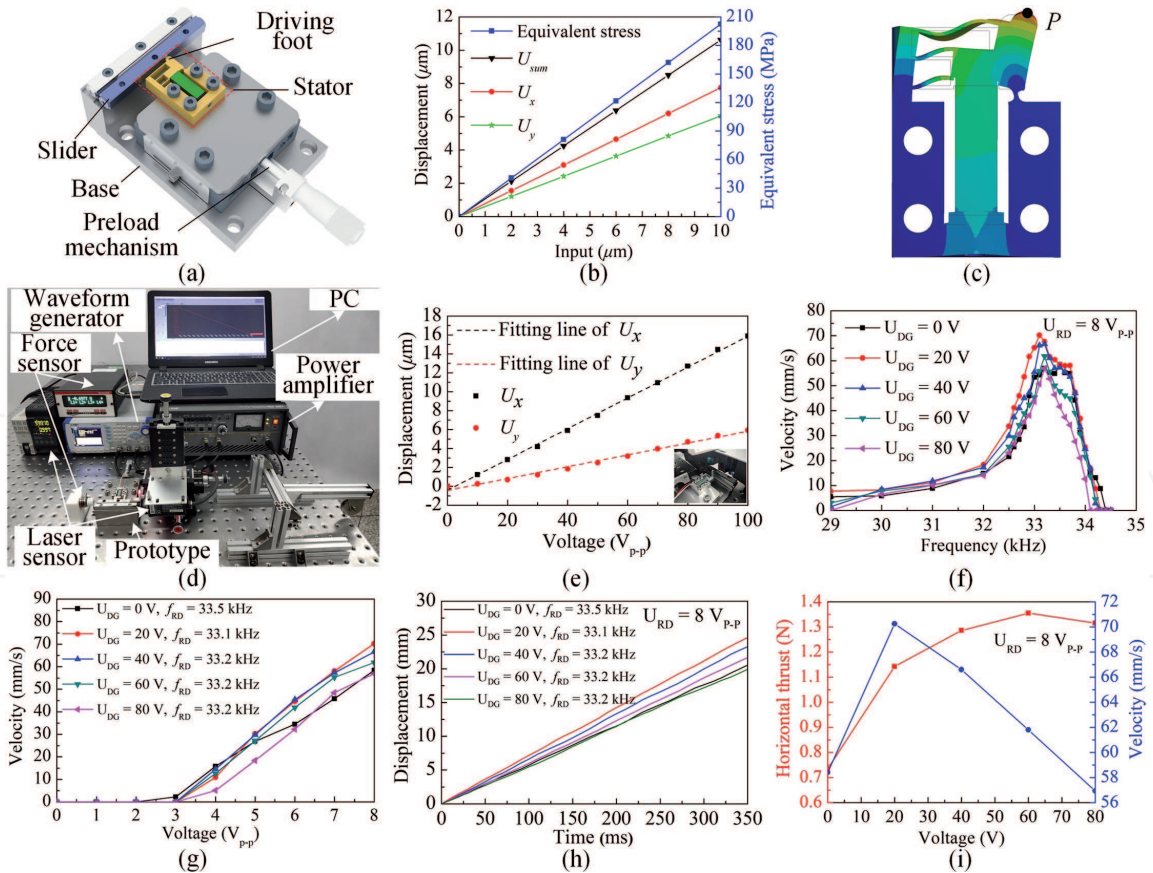 Driving
foot
Stator
Slider
Base
Preload
mechanism
(a)
Displacement (μm)
12
10
8
6
4
2
0
Equivalent stress
U_sum
U_x
U_y
210
180
150
120
90
60
30
0
Equivalent stress (MPa)
0 2 4 6 8 10
Input (μm)
(b)
P
(c)
Waveform
generator
Force
sensor
PC
Power
amplifier
Laser
sensor
Prototype
(d)
Displacement (μm)
18
16
14
12
10
8
6
4
2
0
-2
Fitting line of U_x
Fitting line of U_y
U_x
U_y
0 20 40 60 80 100
Voltage (V_p-p)
(e)
Velocity (mm/s)
80
70
60
50
40
30
20
10
0
U_DG = 0 V
U_DG = 20 V
U_DG = 40 V
U_DG = 60 V
U_DG = 80 V
U_RD = 8 V_P-P
29 30 31 32 33 34 35
Frequency (kHz)
(f)
Velocity (mm/s)
90
80
70
60
50
40
30
20
10
0
U_DG = 0 V, f_RD = 33.5 kHz
U_DG = 20 V, f_RD = 33.1 kHz
U_DG = 40 V, f_RD = 33.2 kHz
U_DG = 60 V, f_RD = 33.2 kHz
U_DG = 80 V, f_RD = 33.2 kHz
0 1 2 3 4 5 6 7 8
Voltage (V_p-p)
(g)
Displacement (mm)
30
25
20
15
10
5
0
U_DG = 0 V, f_RD = 33.5 kHz
U_DG = 20 V, f_RD = 33.1 kHz
U_DG = 40 V, f_RD = 33.2 kHz
U_DG = 60 V, f_RD = 33.2 kHz
U_DG = 80 V, f_RD = 33.2 kHz
U_RD = 8 V_P-P
0 50 100 150 200 250 300 350
Time (ms)
(h)
Horizontal thrust (N)
1.4
1.3
1.2
1.1
1.0
0.9
0.8
0.7
0.6
U_RD = 8 V_P-P
72
70
68
66
64
62
60
58
56
Velocity (mm/s)
0 20 40 60 80
Voltage (V)
(i)